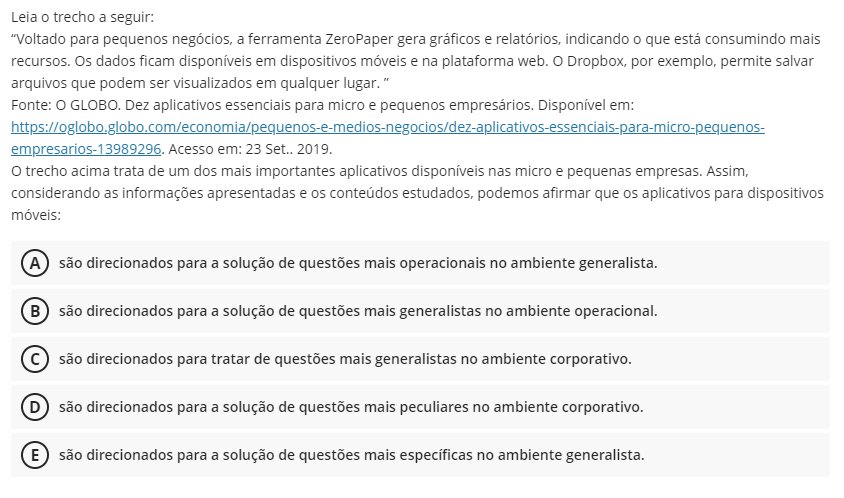 Leia o trecho a seguir:
“Voltado para pequenos negócios, a ferramenta ZeroPaper gera gráficos e relatórios, indicando o que está consumindo mais
recursos. Os dados ficam disponíveis em dispositivos móveis e na plataforma web. O Dropbox, por exemplo, permite salvar
arquivos que podem ser visualizados em qualquer lugar. ”
Fonte: O GLOBO. Dez aplicativos essenciais para micro e pequenos empresários. Disponível em:
https://oglobo.globo.com/economia/pequenos-e-medios-negocios/dez-aplicativos-essenciais-para-micro-pequenos-
empresarios-13989296. Acesso em: 23 Set.. 2019.
O trecho acima trata de um dos mais importantes aplicativos disponíveis nas micro e pequenas empresas. Assim,
considerando as informações apresentadas e os conteúdos estudados, podemos afirmar que os aplicativos para dispositivos
móveis:
A são direcionados para a solução de questões mais operacionais no ambiente generalista.
B são direcionados para a solução de questões mais generalistas no ambiente operacional.
C são direcionados para tratar de questões mais generalistas no ambiente corporativo.
D são direcionados para a solução de questões mais peculiares no ambiente corporativo.
E são direcionados para a solução de questões mais específicas no ambiente generalista.